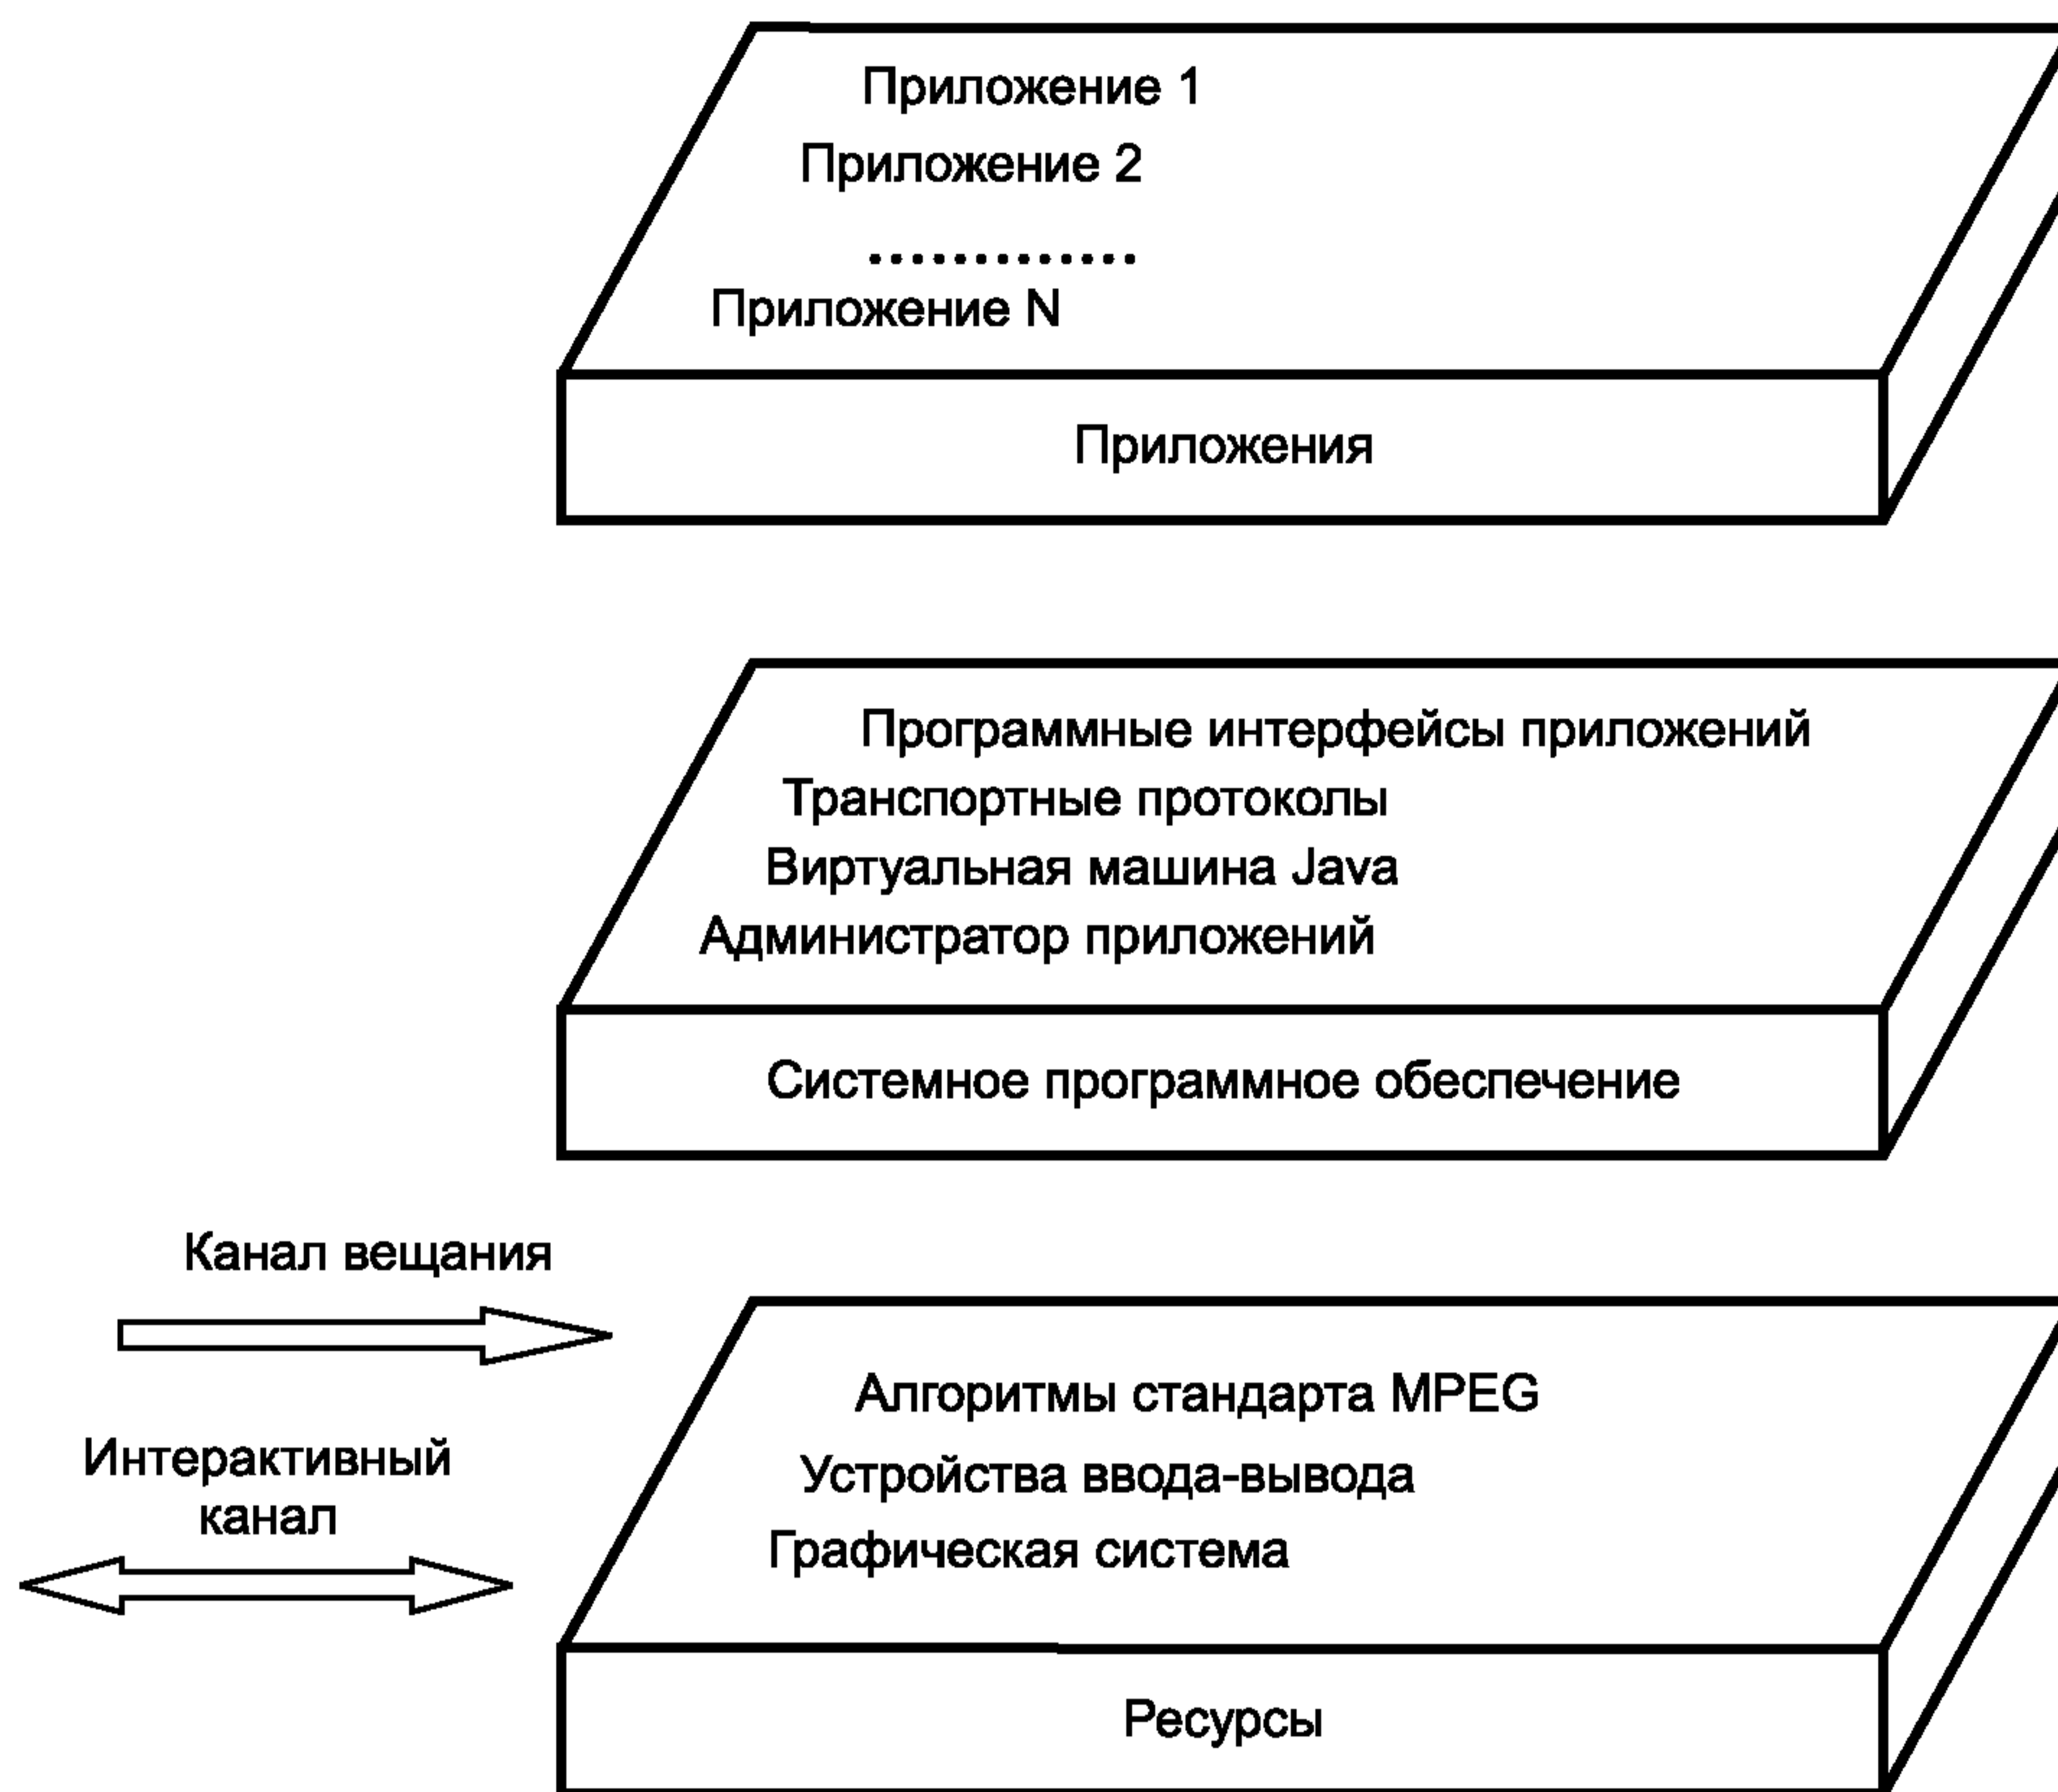 Приложение 1
Приложение 2
.............
Приложение N
Приложения
Программные интерфейсы приложений
Транспортные протоколы
Виртуальная машина Java
Администратор приложений
Системное программное обеспечение
Канал вещания
Алгоритмы стандарта MPEG
Интерактивный
канал
Устройства ввода-вывода
Графическая система
Ресурсы